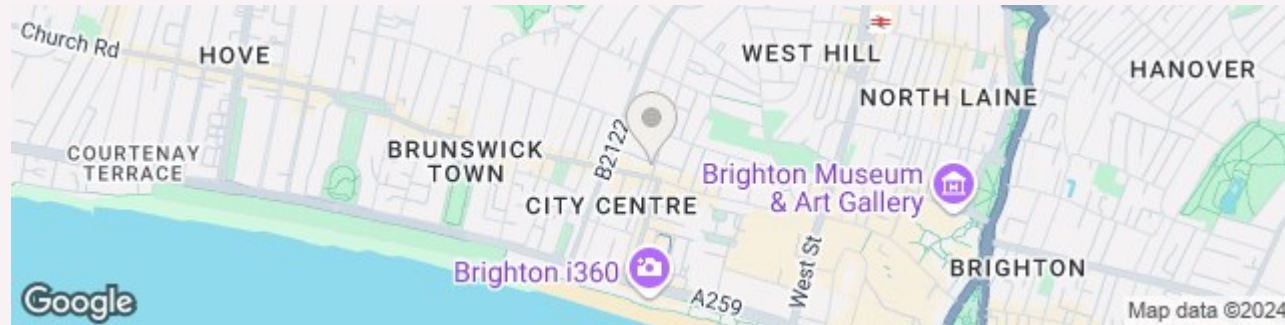 Church Rd
HOVE
WEST HILL
HANOVER
NORTH LAINE
B2122
COURTENAY
TERRACE
BRUNSWICK
TOWN
Brighton Museum
& Art Gallery
CITY CENTRE
West St
BRIGHTON
Brighton i360
A259
Google
Map data ©2024